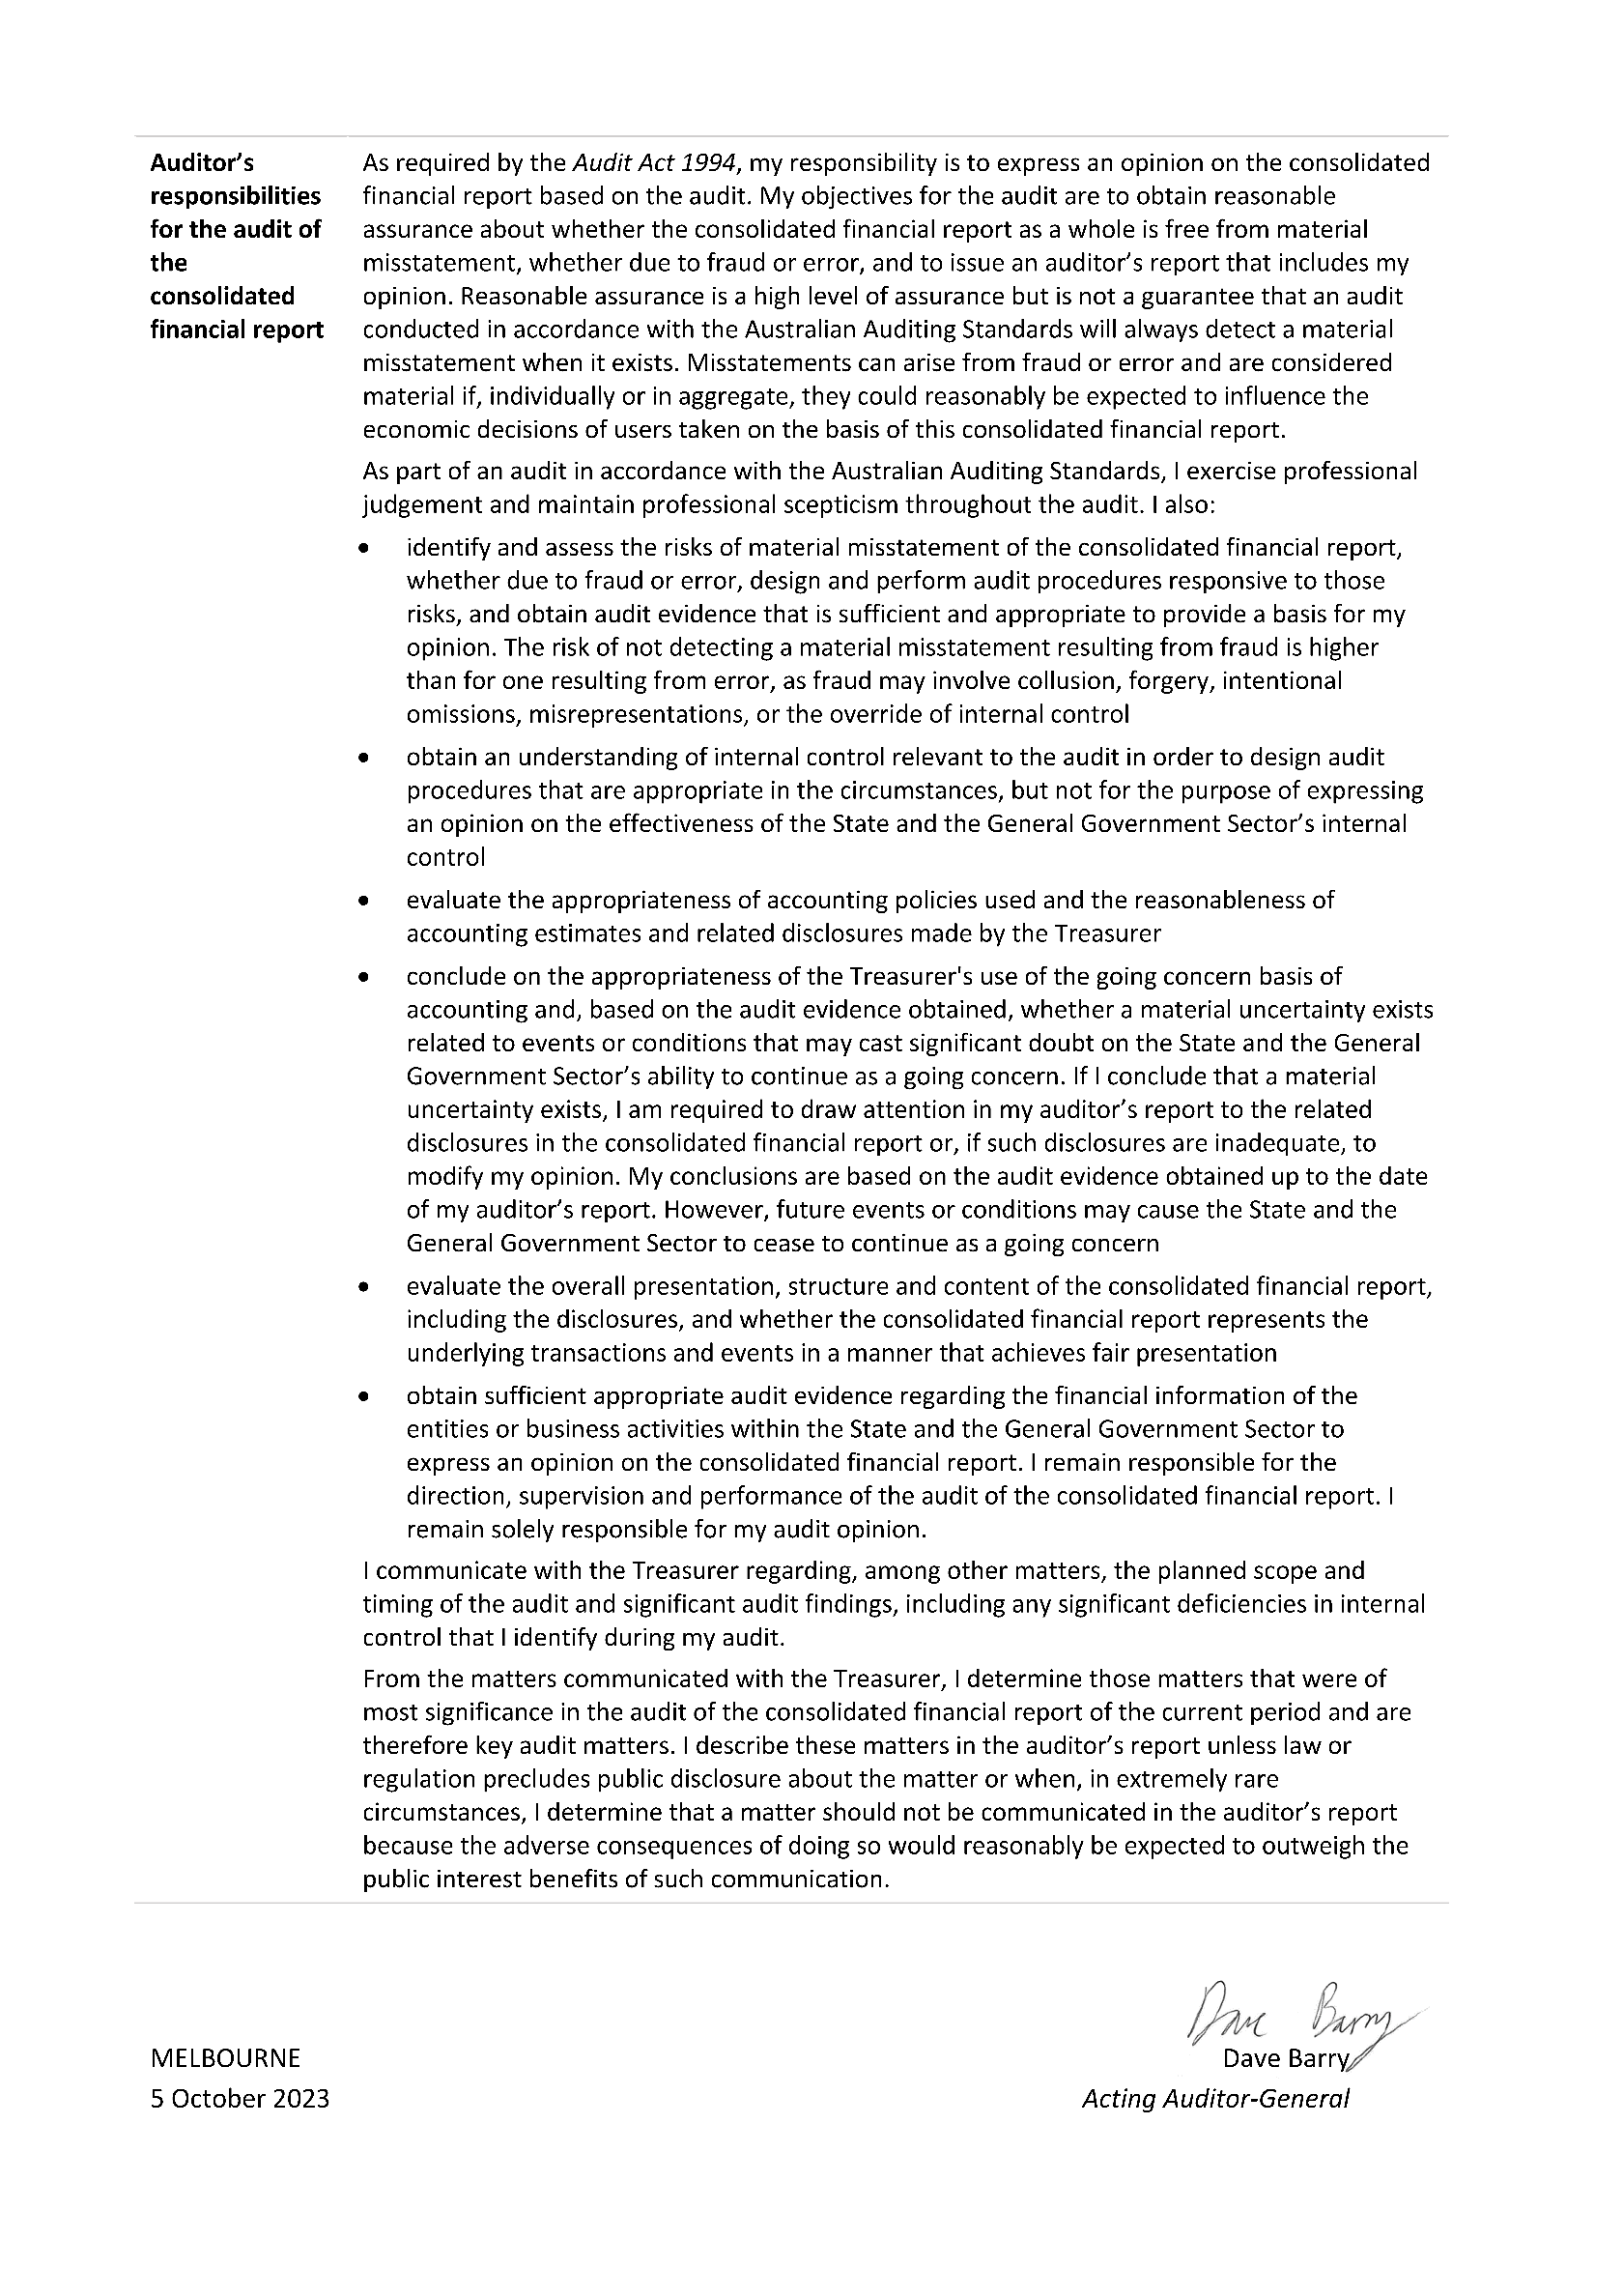 Auditor’s
responsibilities
for the audit of
the
consolidated
financial report
As required by the Audit Act 1994, my responsibility is to express an opinion on the consolidated
financial report based on the audit. My objectives for the audit are to obtain reasonable
assurance about whether the consolidated financial report as a whole is free from material
misstatement, whether due to fraud or error, and to issue an auditor’s report that includes my
opinion. Reasonable assurance is a high level of assurance but is not a guarantee that an audit
conducted in accordance with the Australian Auditing Standards will always detect a material
misstatement when it exists. Misstatements can arise from fraud or error and are considered
material if, individually or in aggregate, they could reasonably be expected to influence the
economic decisions of users taken on the basis of this consolidated financial report.
As part of an audit in accordance with the Australian Auditing Standards, I exercise professional
judgement and maintain professional scepticism throughout the audit. I also:
• identify and assess the risks of material misstatement of the consolidated financial report,
whether due to fraud or error, design and perform audit procedures responsive to those
risks, and obtain audit evidence that is sufficient and appropriate to provide a basis for my
opinion. The risk of not detecting a material misstatement resulting from fraud is higher
than for one resulting from error, as fraud may involve collusion, forgery, intentional
omissions, misrepresentations, or the override of internal control
• obtain an understanding of internal control relevant to the audit in order to design audit
procedures that are appropriate in the circumstances, but not for the purpose of expressing
an opinion on the effectiveness of the State and the General Government Sector’s internal
control
• evaluate the appropriateness of accounting policies used and the reasonableness of
accounting estimates and related disclosures made by the Treasurer
• conclude on the appropriateness of the Treasurer's use of the going concern basis of
accounting and, based on the audit evidence obtained, whether a material uncertainty exists
related to events or conditions that may cast significant doubt on the State and the General
Government Sector’s ability to continue as a going concern. If I conclude that a material
uncertainty exists, I am required to draw attention in my auditor’s report to the related
disclosures in the consolidated financial report or, if such disclosures are inadequate, to
modify my opinion. My conclusions are based on the audit evidence obtained up to the date
of my auditor’s report. However, future events or conditions may cause the State and the
General Government Sector to cease to continue as a going concern
• evaluate the overall presentation, structure and content of the consolidated financial report,
including the disclosures, and whether the consolidated financial report represents the
underlying transactions and events in a manner that achieves fair presentation
• obtain sufficient appropriate audit evidence regarding the financial information of the
entities or business activities within the State and the General Government Sector to
express an opinion on the consolidated financial report. I remain responsible for the
direction, supervision and performance of the audit of the consolidated financial report. I
remain solely responsible for my audit opinion.
I communicate with the Treasurer regarding, among other matters, the planned scope and
timing of the audit and significant audit findings, including any significant deficiencies in internal
control that I identify during my audit.
From the matters communicated with the Treasurer, I determine those matters that were of
most significance in the audit of the consolidated financial report of the current period and are
therefore key audit matters. I describe these matters in the auditor’s report unless law or
regulation precludes public disclosure about the matter or when, in extremely rare
circumstances, I determine that a matter should not be communicated in the auditor’s report
because the adverse consequences of doing so would reasonably be expected to outweigh the
public interest benefits of such communication.
Dave Barry
MELBOURNE
5 October 2023
Dave Barry
Acting Auditor-General